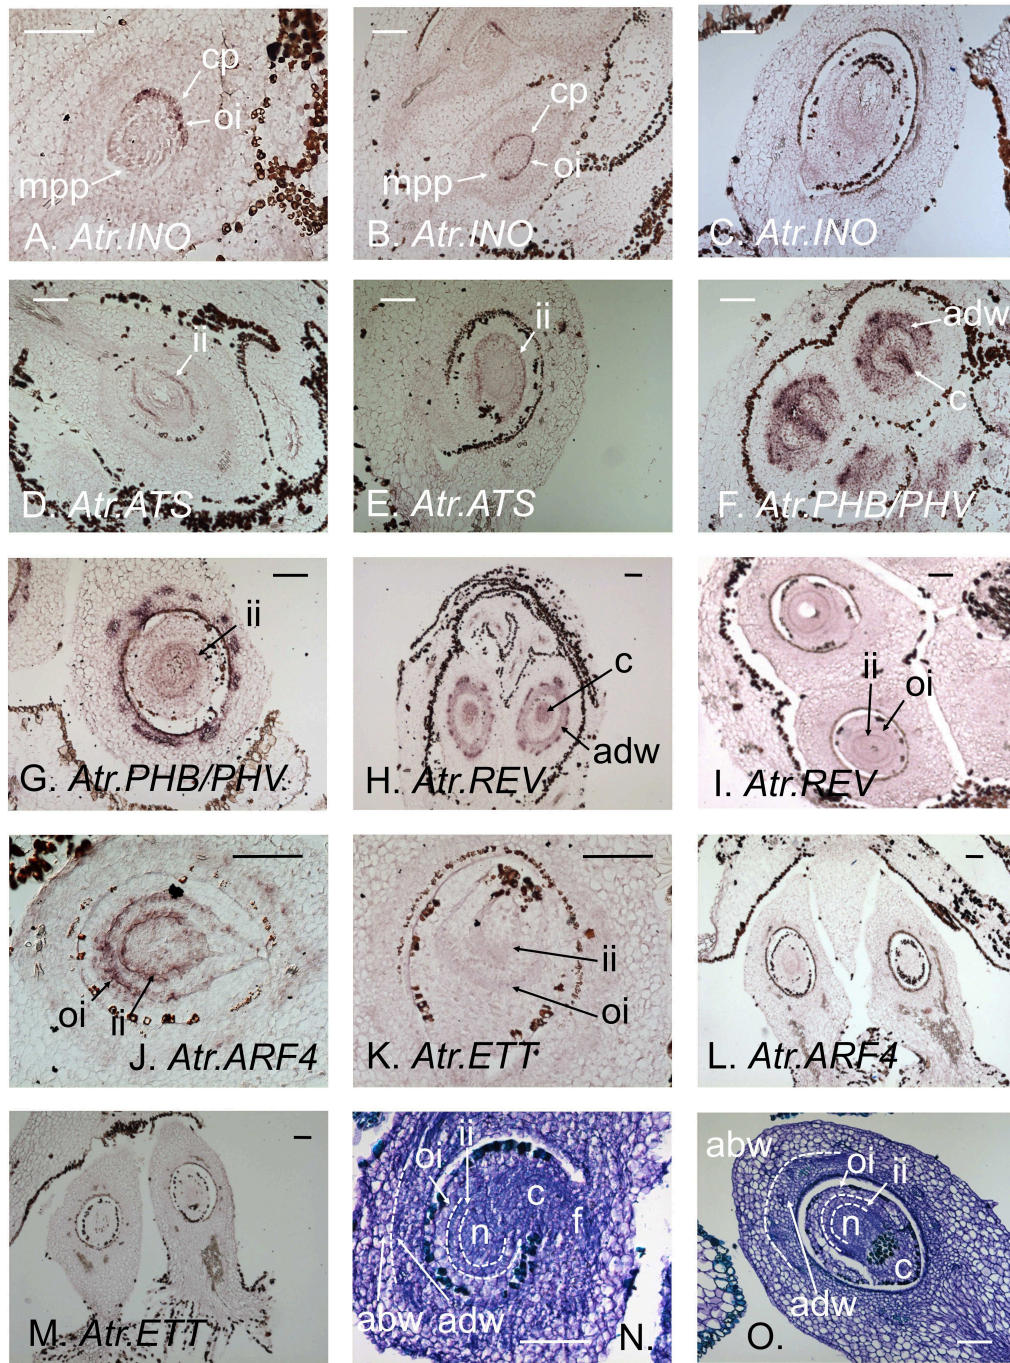 cp
oi
mpp
A. Atr.INO
cp
oi
mpp
B. Atr.INO
C. Atr.INO
ii
D. Atr.ATS
ii
E. Atr.ATS
adw
c
F. Atr.PHB/PHV
ii
G. Atr.PHB/PHV.
c
adw
H. Atr.REV
ii
oi
I. Atr.REV
oi
ii
J. Atr.ARF4
ii
oi
K. Atr.ETT
L. Atr.ARF4
M. Atr.ETT
ii
oi
c
f
n
abw
adw
N.
abw
oi
ii
n
c
adw
O.